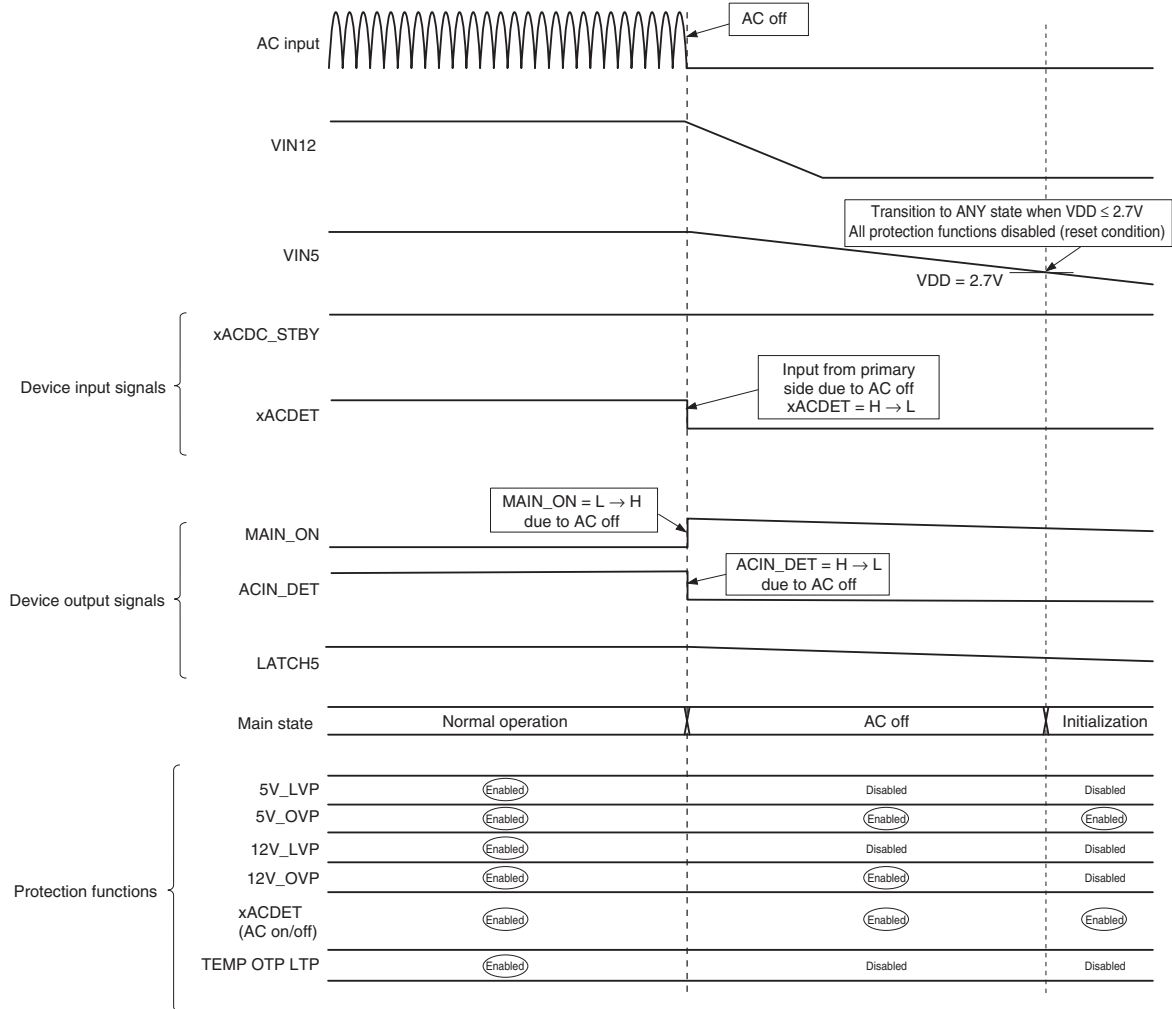 AC input
AC off
VIN12
Transition to ANY state when VDD ≤ 2.7V
All protection functions disabled (reset condition)
VIN5
VDD = 2.7V
xACDC_STBY
Device input signals
Input from primary
side due to AC off
xACDET = H → L
xACDET
MAIN_ON = L → H
due to AC off
MAIN_ON
ACIN_DET = H → L
due to AC off
ACIN_DET
Device output signals
LATCH5
Main state Normal operation AC off Initialization
5V_LVP Enabled Disabled Disabled
5V_OVP Enabled Enabled Enabled
12V_LVP Enabled Disabled Disabled
12V_OVP Enabled Enabled Disabled
Protection functions
xACDET
(AC on/off) Enabled Enabled Enabled
TEMP OTP LTP Enabled Disabled Disabled